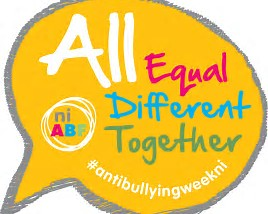 All Equal
Different
Together
ni
ABF
#antibullyingweekni